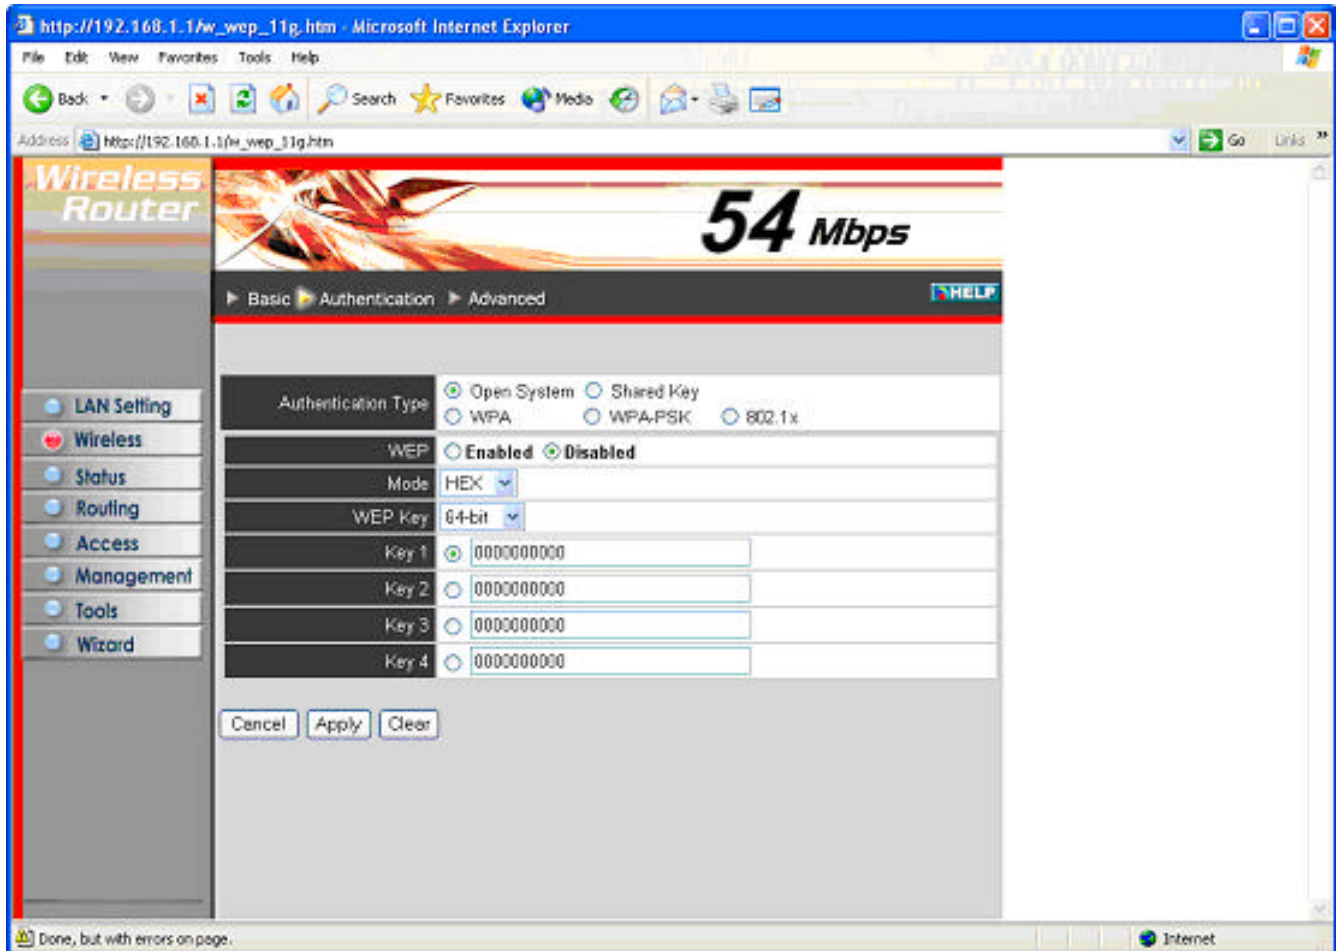 http://192.168.1.1/w_wep_11g.htm - Microsoft Internet Explorer
File Edit View Favorites Tools Help
Back Search Favorites Media
Address http://192.168.1.1/w_wep_11g.htm Go Links »
Wireless
Router
54 Mbps
Basic Authentication Advanced HELP
LAN Setting
Wireless
Status
Routing
Access
Management
Tools
Wizard
Authentication Type Open System Shared Key
WPA WPA-PSK 802.1x
WEP Enabled Disabled
Mode HEX
WEP Key 64-bit
Key 1 0000000000
Key 2 0000000000
Key 3 0000000000
Key 4 0000000000
Cancel Apply Clear
Done, but with errors on page. Internet